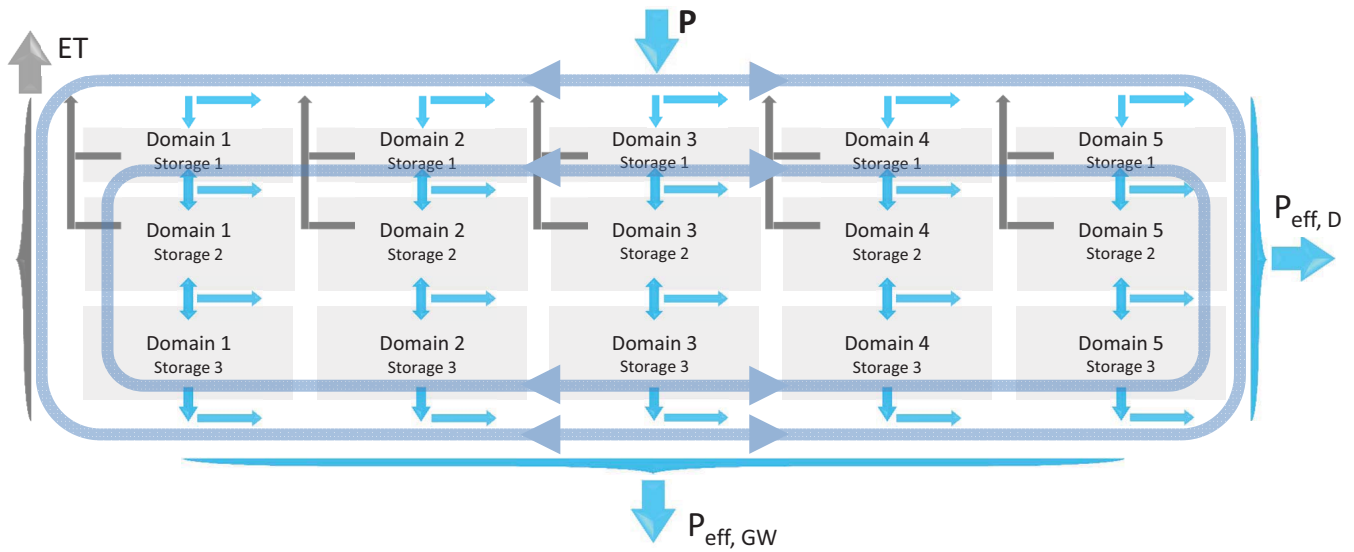 P
ET
Domain 1
Storage 1
Domain 2
Storage 1
Domain 3
Storage 1
Domain 4
Storage 1
Domain 5
Storage 1
Domain 1
Storage 2
Domain 2
Storage 2
Domain 3
Storage 2
Domain 4
Storage 2
Domain 5
Storage 2
Peff, D
Domain 1
Storage 3
Domain 2
Storage 3
Domain 3
Storage 3
Domain 4
Storage 3
Domain 5
Storage 3
Peff, GW